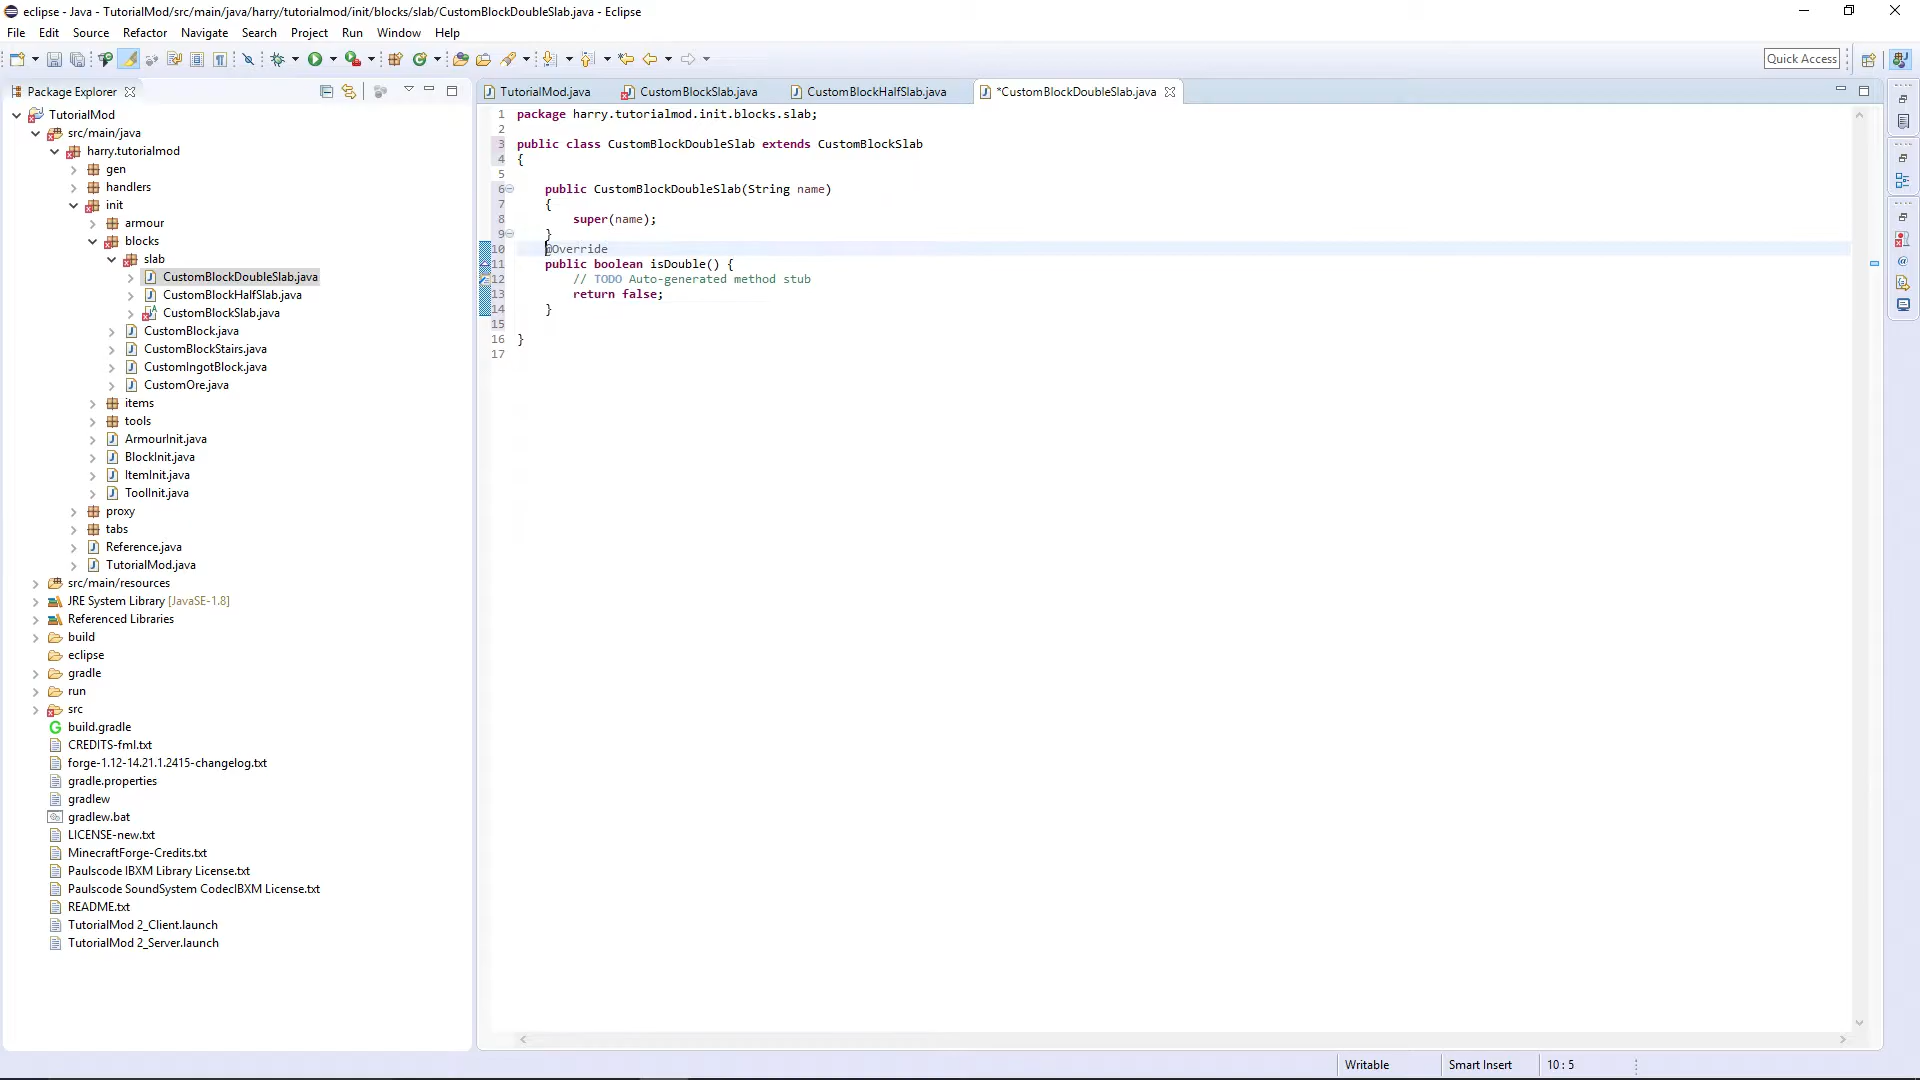 eclipse - Java - TutorialMod/src/main/java/harry/tutorialmod/init/blocks/slab/CustomBlockDoubleSlab.java - Eclipse
File Edit Source Refactor Navigate Search Project Run Window Help
Quick Access
Package Explorer
TutorialMod.java CustomBlockSlab.java CustomBlockHalfSlab.java *CustomBlockDoubleSlab.java
TutorialMod
src/main/java
harry.tutorialmod
gen
handlers
init
armour
blocks
slab
CustomBlockDoubleSlab.java
CustomBlockHalfSlab.java
CustomBlockSlab.java
CustomBlock.java
CustomBlockStairs.java
CustomIngotBlock.java
CustomOre.java
items
tools
ArmourInit.java
BlockInit.java
ItemInit.java
ToolInit.java
proxy
tabs
Reference.java
TutorialMod.java
src/main/resources
JRE System Library [JavaSE-1.8]
Referenced Libraries
build
eclipse
gradle
run
src
build.gradle
CREDITS-fml.txt
forge-1.12-14.21.1.2415-changelog.txt
gradle.properties
gradlew
gradlew.bat
LICENSE-new.txt
MinecraftForge-Credits.txt
Paulscode IBXM Library License.txt
Paulscode SoundSystem CodecIBXM License.txt
README.txt
TutorialMod 2_Client.launch
TutorialMod 2_Server.launch
1 package harry.tutorialmod.init.blocks.slab;
2
3 public class CustomBlockDoubleSlab extends CustomBlockSlab
4 {
5
6 public CustomBlockDoubleSlab(String name)
7 {
8 super(name);
9 }
10 @Override
11 public boolean isDouble() {
12 // TODO Auto-generated method stub
13 return false;
14 }
15
16 }
17
Writable Smart Insert 10 : 5